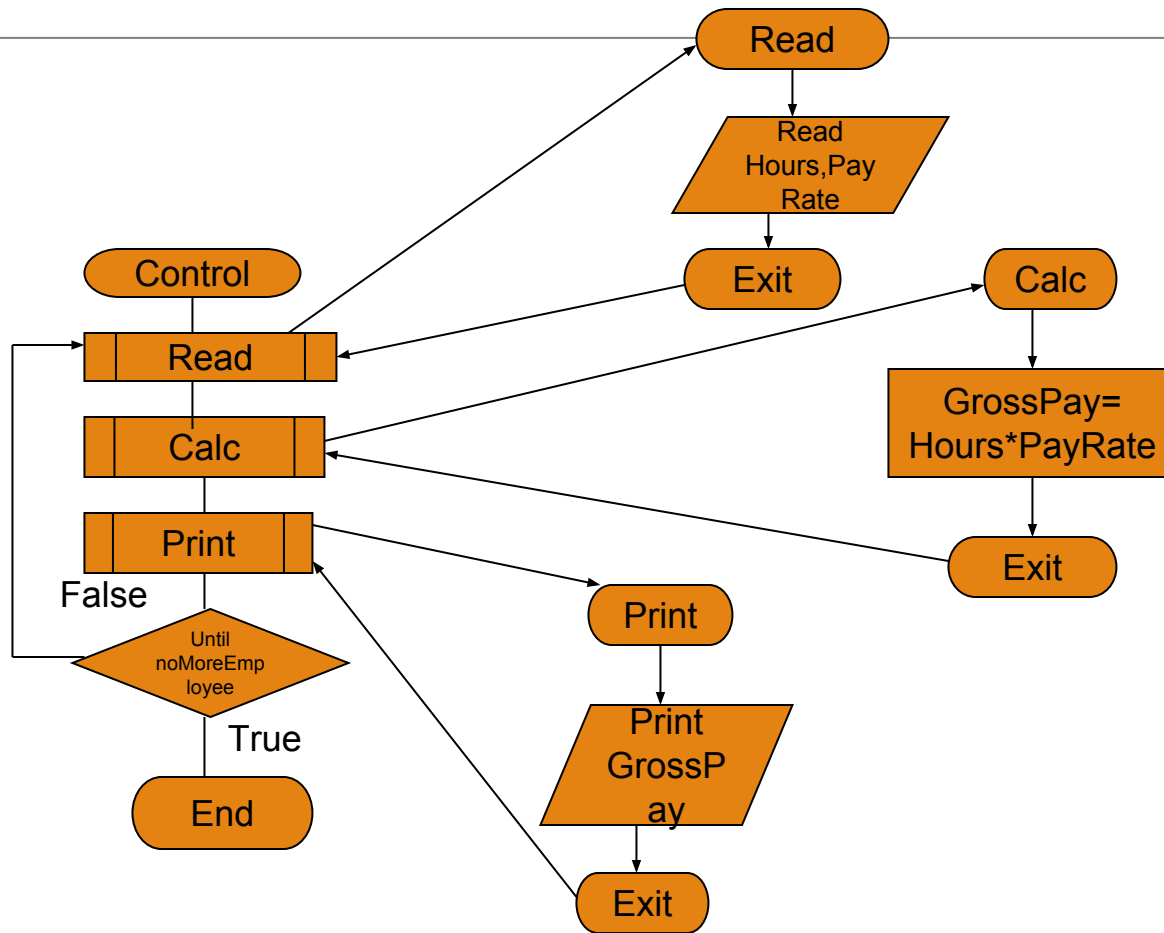 Read
Read
Hours,Pay
Rate
Exit
Control
Read
Calc
Print
False
Until
noMoreEmp
loyee
True
End
Calc
GrossPay=
Hours*PayRate
Exit
Print
Print
GrossP
ay
Exit